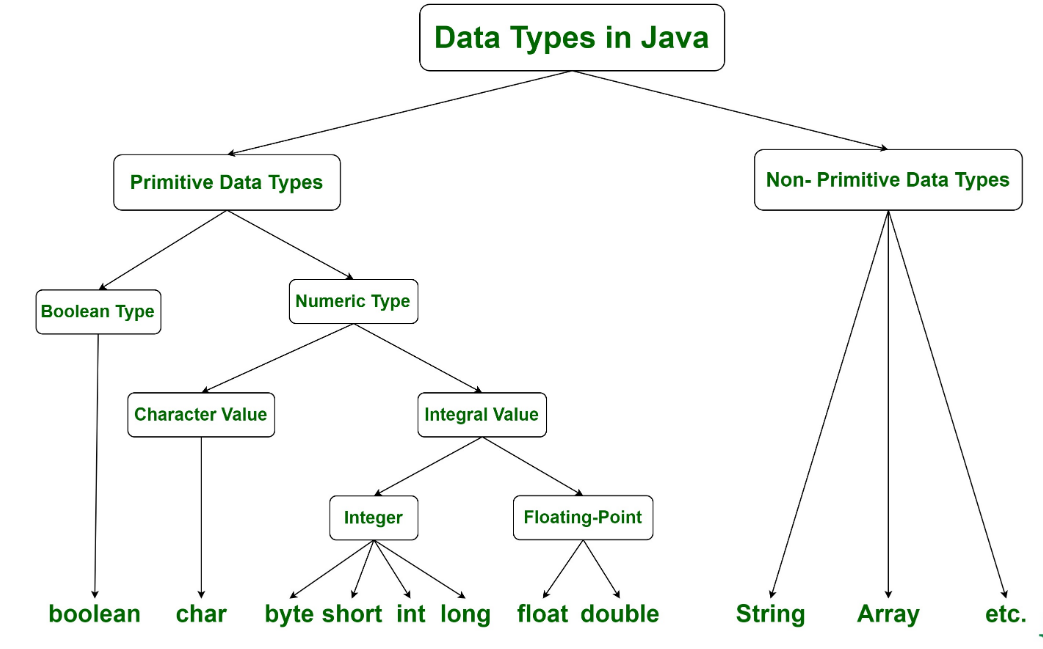 Data Types in Java
Primitive Data Types
Non- Primitive Data Types
Boolean Type
Numeric Type
Character Value
Integral Value
Integer
Floating-Point
boolean
char
byte
short
int
long
float
double
String
Array
etc.